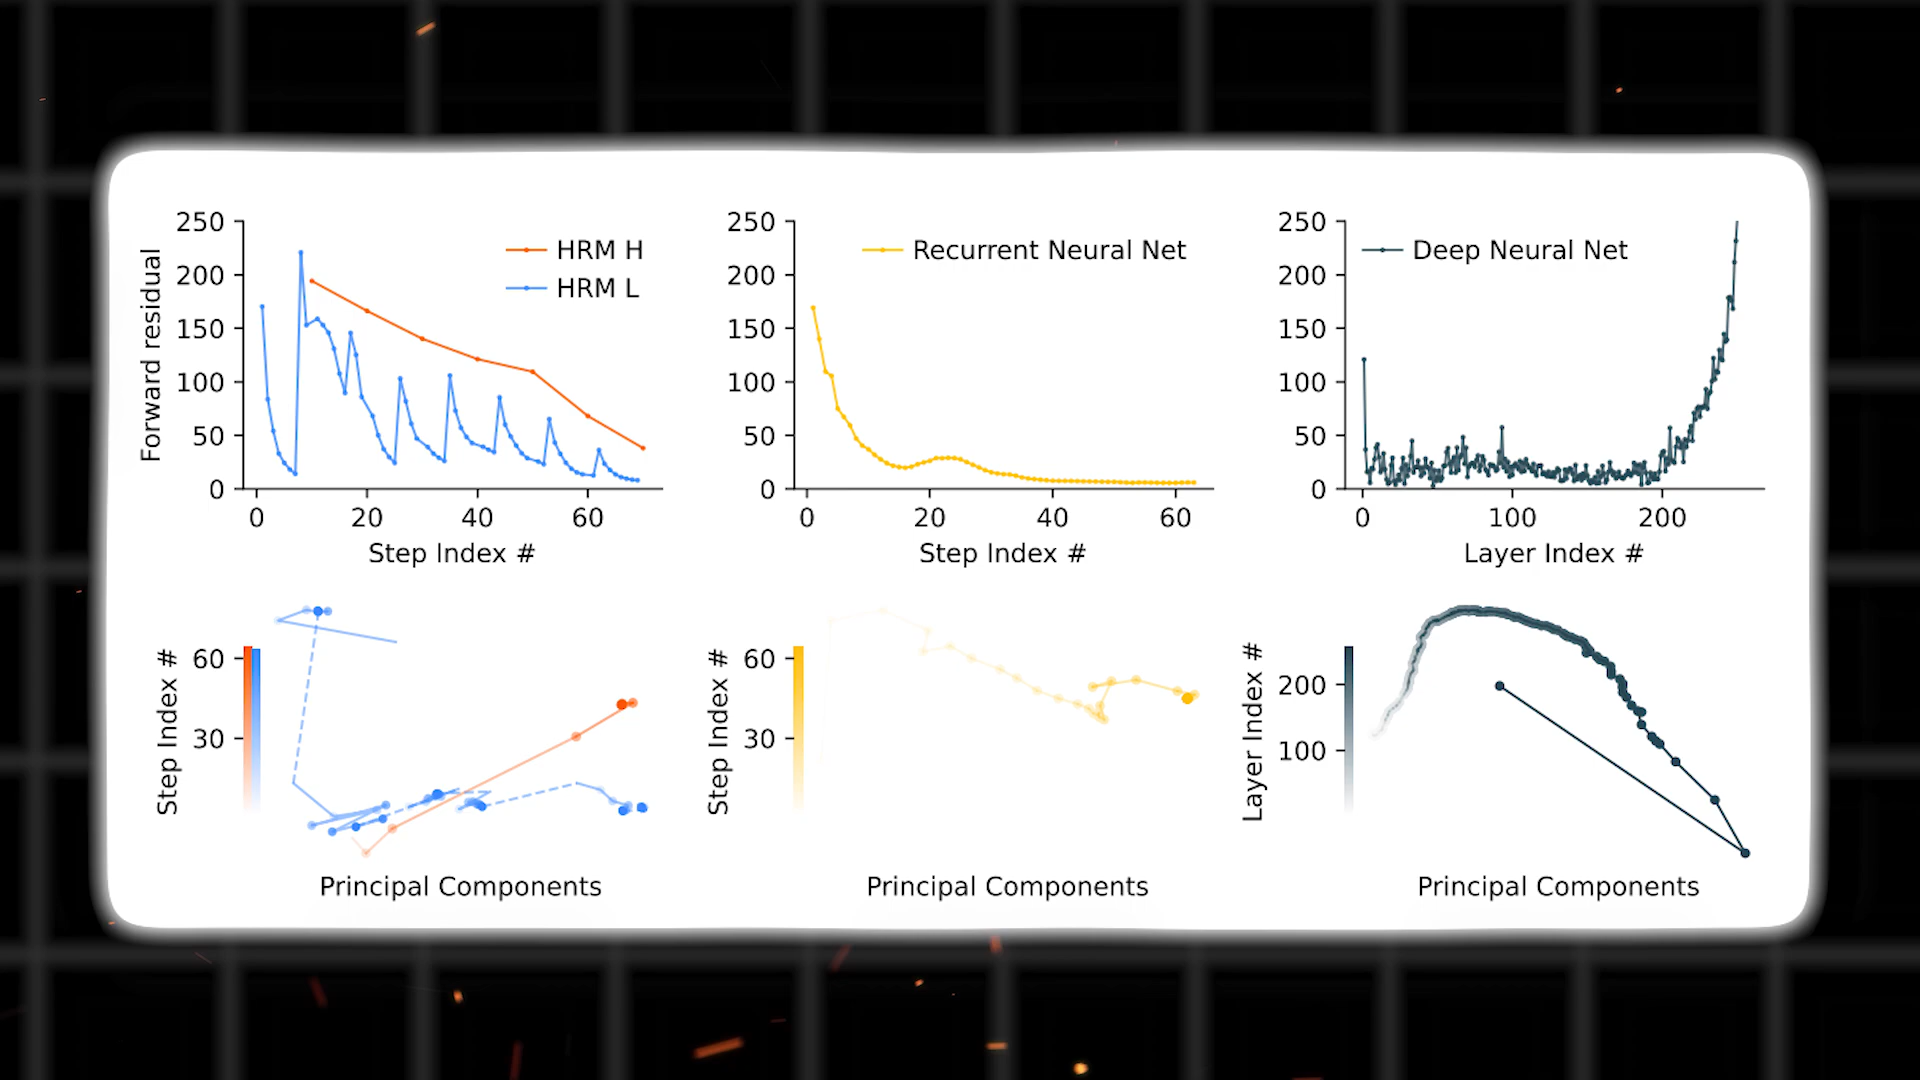 250
200
150
100
50
0
Forward residual
HRM H
HRM L
0 20 40 60
Step Index #
250
200
150
100
50
0
Recurrent Neural Net
0 20 40 60
Step Index #
250
200
150
100
50
0
Deep Neural Net
0 100 200
Layer Index #
Step Index #
60
30
Principal Components
Step Index #
60
30
Principal Components
Layer Index #
200
100
Principal Components